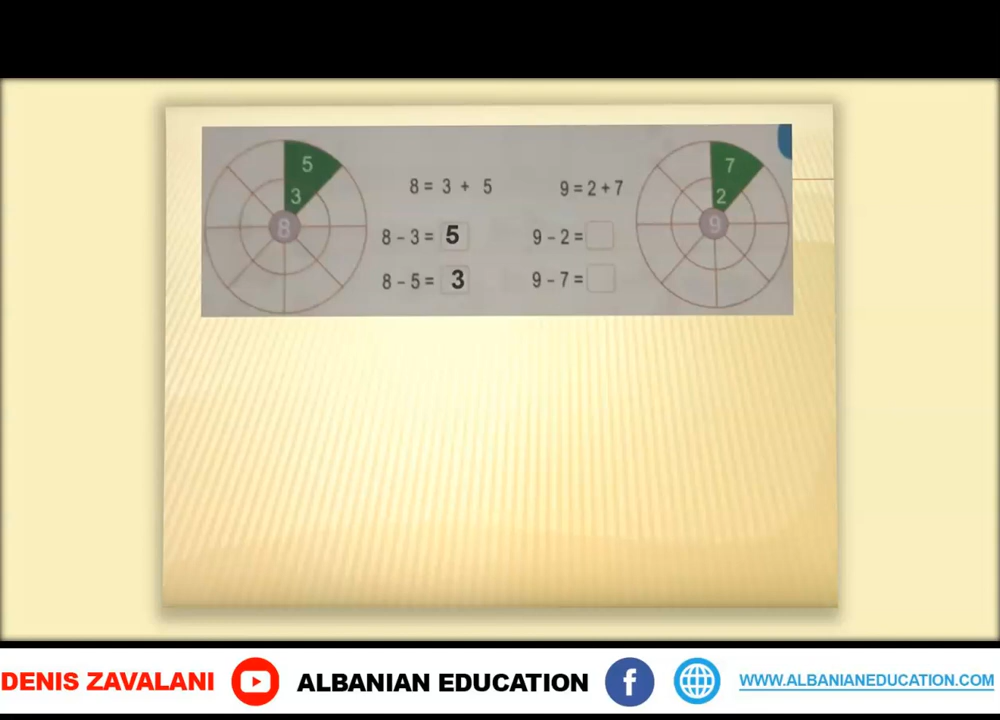 5
3
8
8 = 3 + 5
8 - 3 = 5
8 - 5 = 3
9 = 2 + 7
9 - 2 =
9 - 7 =
7
2
9
DENIS ZAVALANI
ALBANIAN EDUCATION
f
WWW.ALBANIANEDUCATION.COM